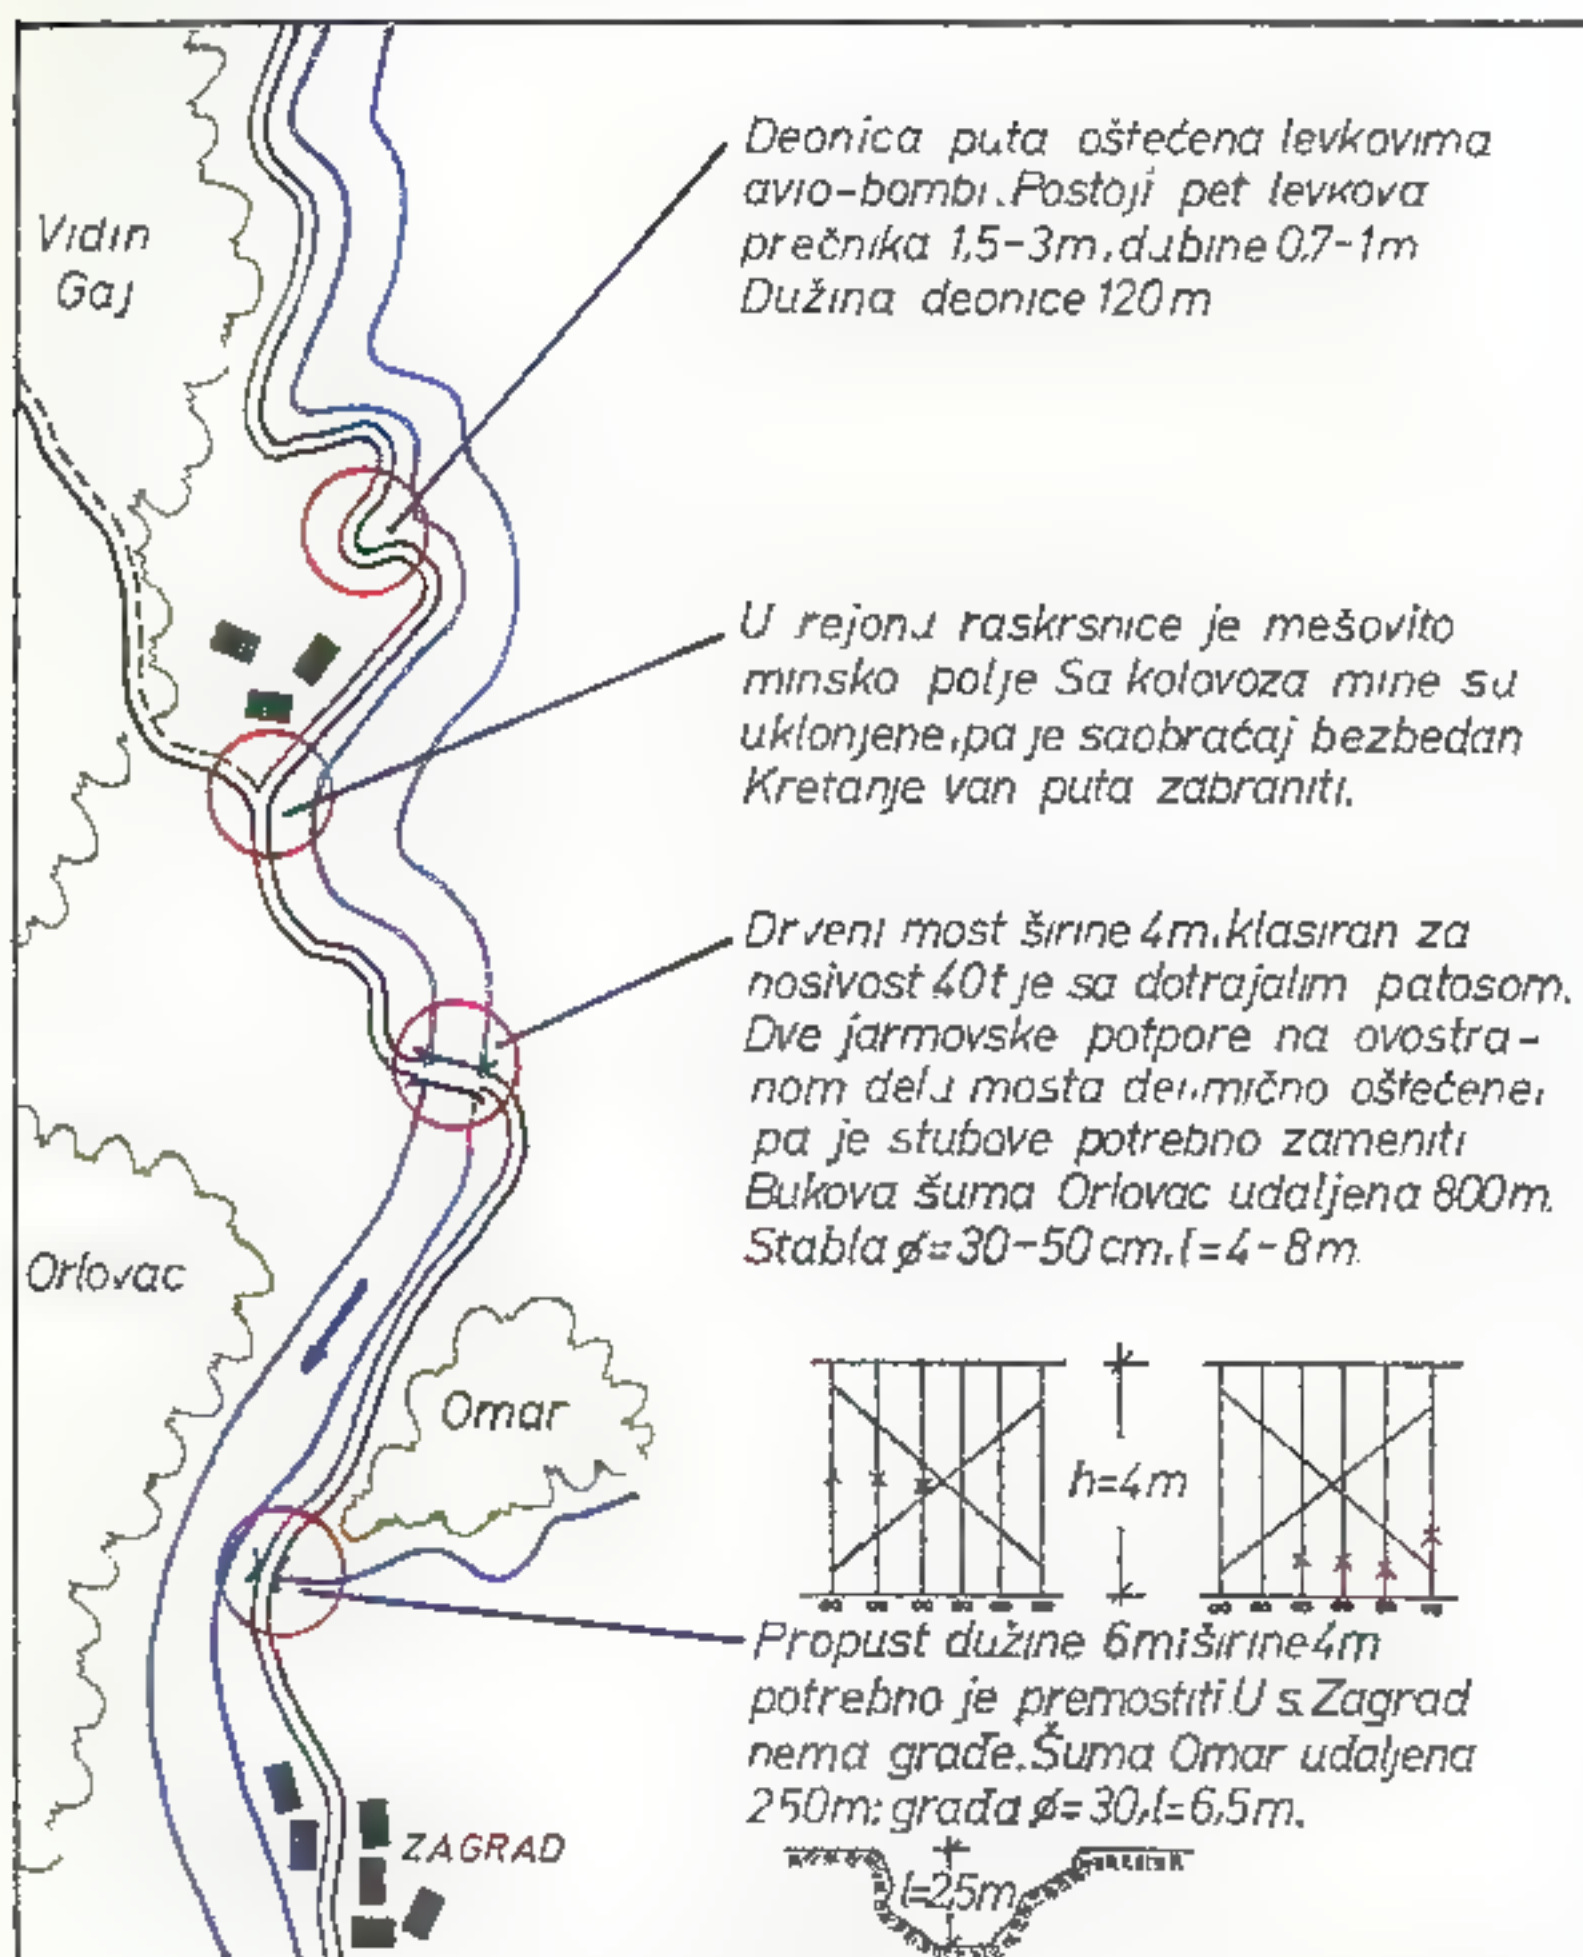 Deonica puta oštećena levkovima
avio-bombi. Postoji pet levkova
prečnika 1,5-3m, dubine 0,7-1m
Dužina deonice 120m
Vidin
Gaj
U rejonu raskrsnice je mešovito
minsko polje Sa kolovoza mine su
uklonjene, pa je saobraćaj bezbedan
Kretanje van puta zabraniti.
Drveni most širine 4m, klasiran za
nosivost 40t je sa dotrajalim patosom.
Dve jarmovske potpore na ovostra-
nom delu mosta delimično oštećene,
pa je stubove potrebno zameniti
Bukova šuma Orlovac udaljena 800m.
Stabla ø=30-50cm, l=4-8m.
Orlovac
Omar
h=4m
Propust dužine 6m i širine 4m
potrebno je premostiti. U s. Zagrad
nema građe. Šuma Omar udaljena
250m; građa ø=30, l=6,5m.
ZAGRAD
l=2,5m